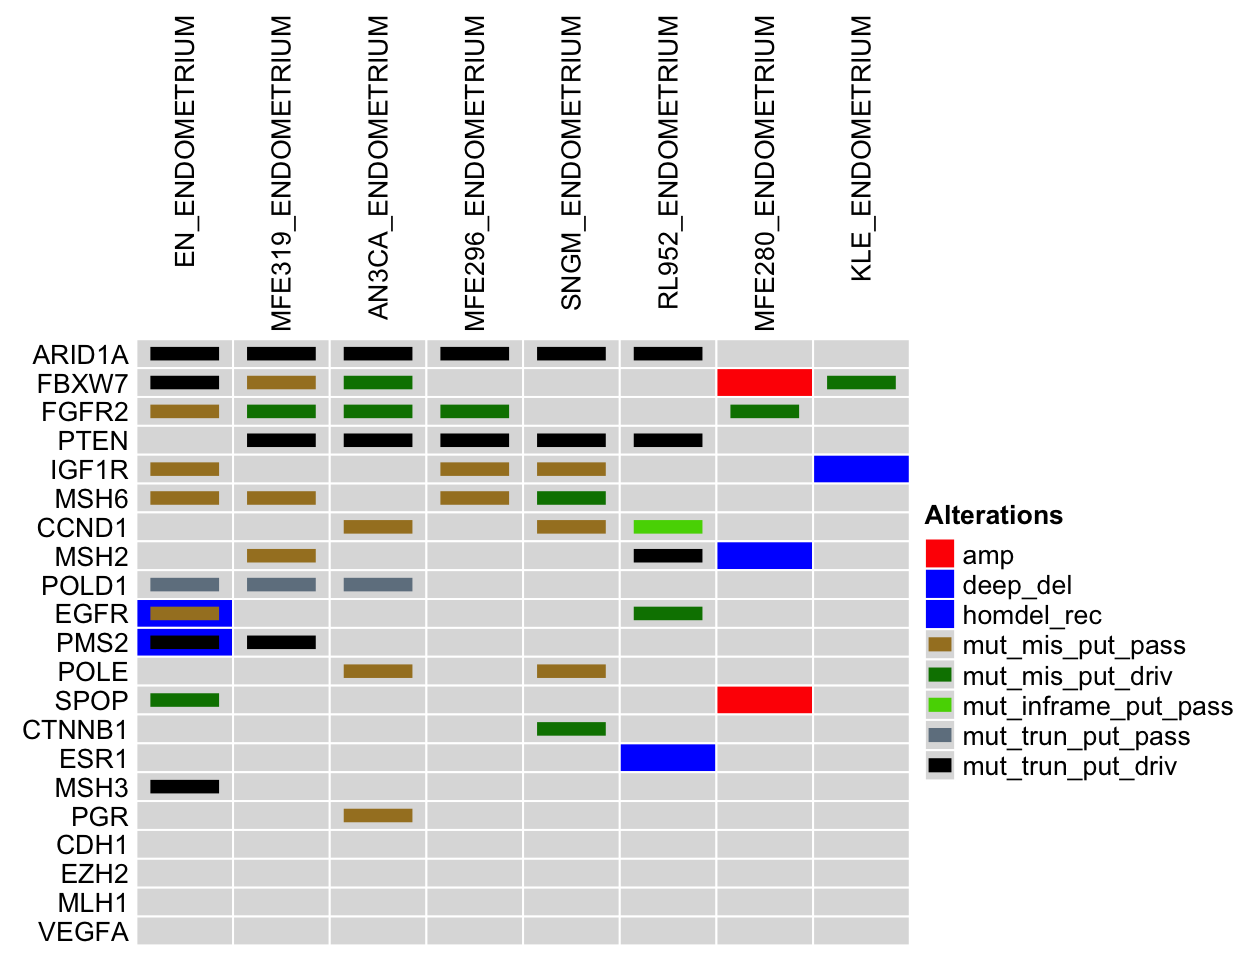 EN_ENDOMETRIUM
MFE319_ENDOMETRIUM
AN3CA_ENDOMETRIUM
MFE296_ENDOMETRIUM
SNGM_ENDOMETRIUM
RL952_ENDOMETRIUM
MFE280_ENDOMETRIUM
KLE_ENDOMETRIUM
ARID1A
FBXW7
FGFR2
PTEN
IGF1R
MSH6
CCND1
MSH2
POLD1
EGFR
PMS2
POLE
SPOP
CTNNB1
ESR1
MSH3
PGR
CDH1
EZH2
MLH1
VEGFA
Alterations
amp
deep_del
homdel_rec
mut_mis_put_pass
mut_mis_put_driv
mut_inframe_put_pass
mut_trun_put_pass
mut_trun_put_driv